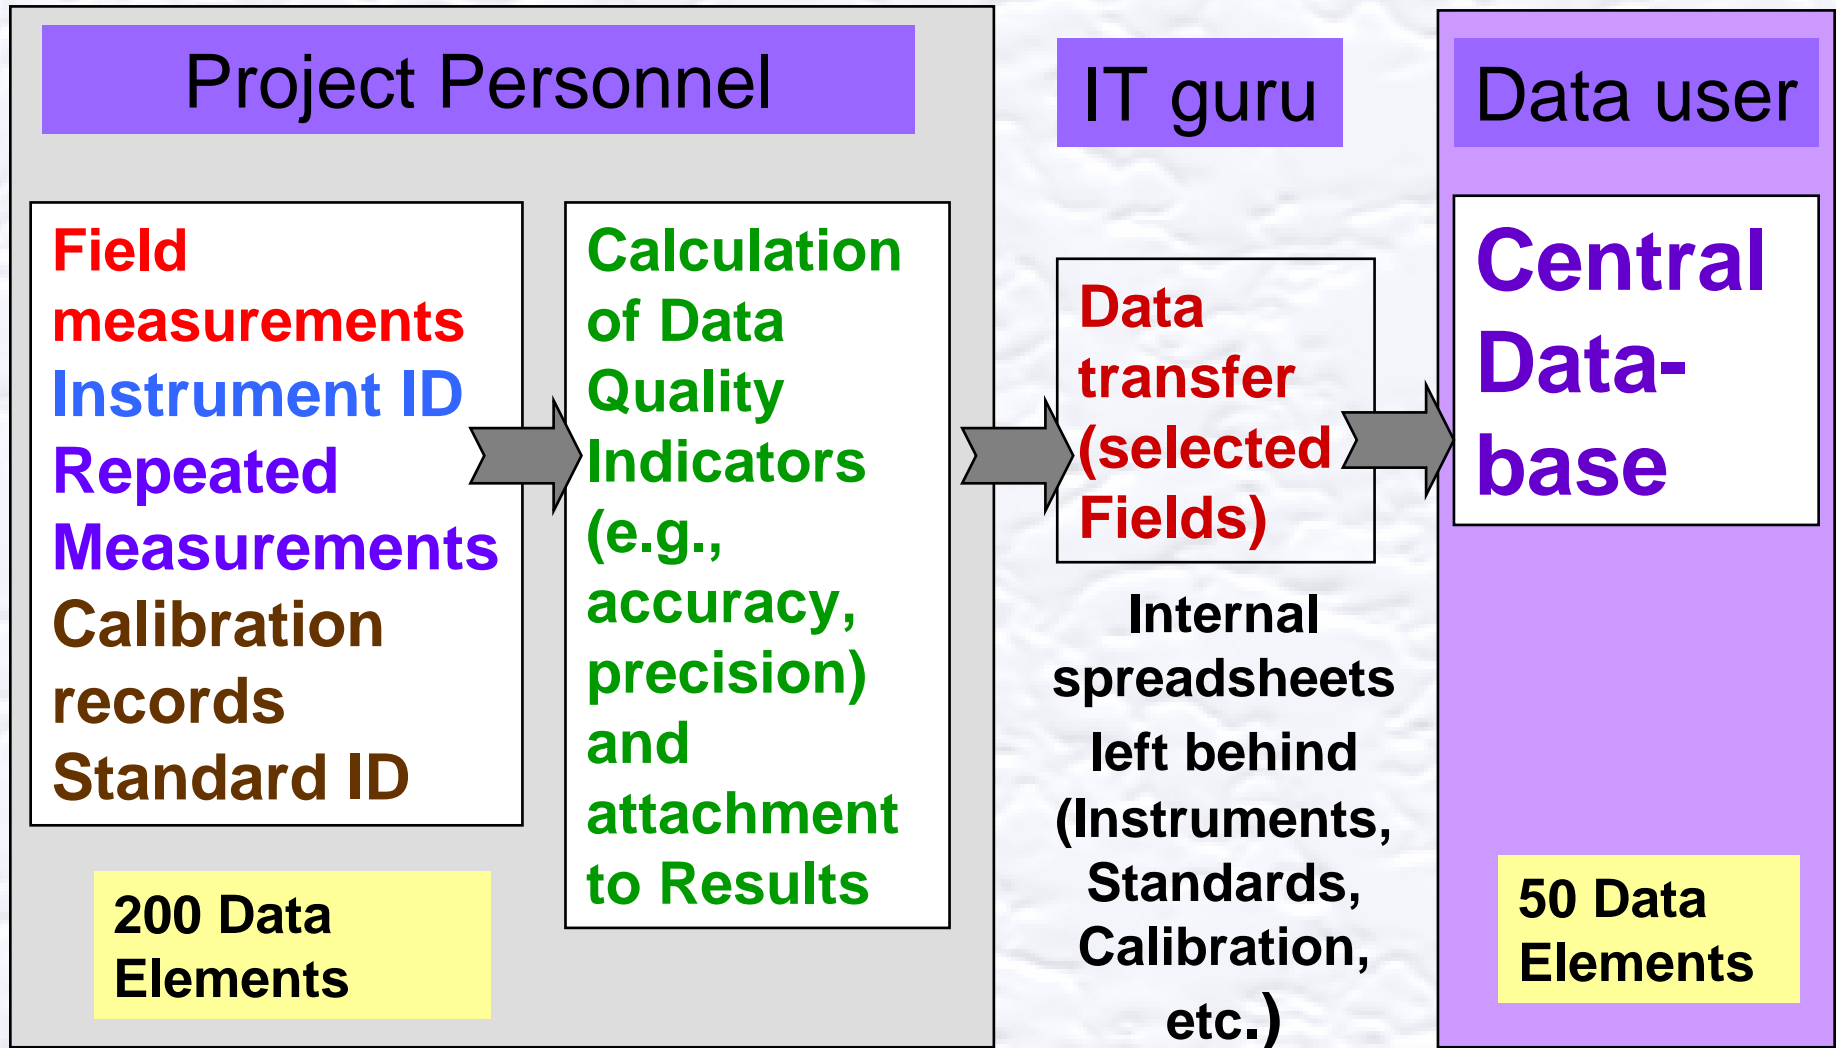 Project Personnel
IT guru
Data user
Field
measurements
Instrument ID
Repeated
Measurements
Calibration
records
Standard ID
200 Data
Elements
Calculation
of Data
Quality
Indicators
(e.g.,
accuracy,
precision)
and
attachment
to Results
Data
transfer
(selected
Fields)
Internal
spreadsheets
left behind
(Instruments,
Standards,
Calibration,
etc.)
Central
Data-
base
50 Data
Elements